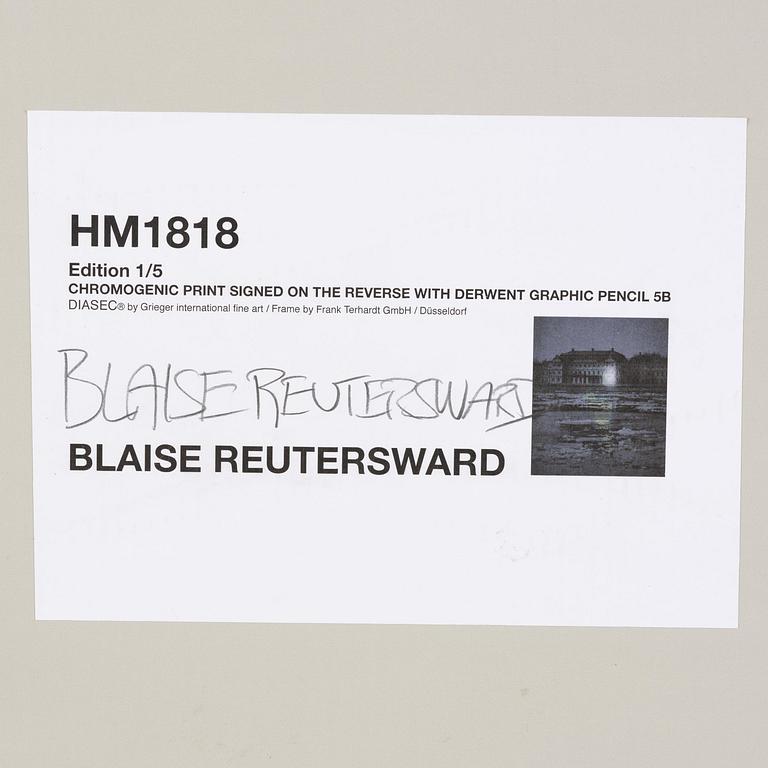 HM1818
Edition 1/5
CHROMOGENIC PRINT SIGNED ON THE REVERSE WITH DERWENT GRAPHIC PENCIL 5B
DIASEC® by Grieger international fine art / Frame by Frank Terhardt GmbH / Düsseldorf
BLAISE REUTERSWARD
BLAISE REUTERSWARD